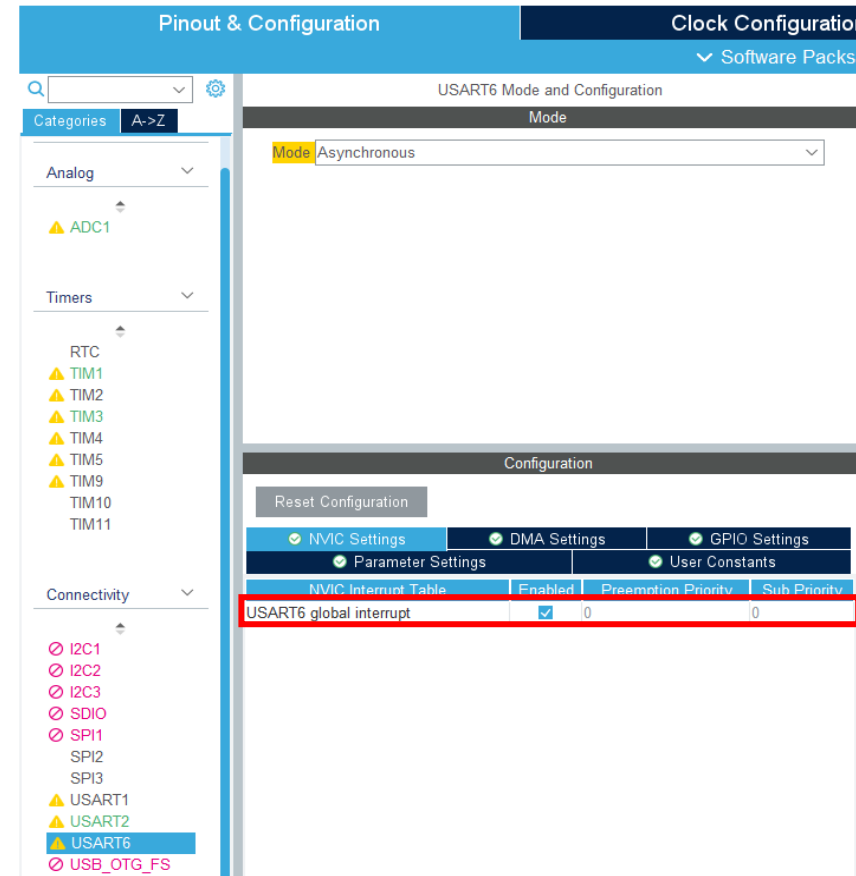 Pinout & Configuration
Clock Configuratio
Software Packs
Categories
A->Z
Analog
ADC1
Timers
RTC
TIM1
TIM2
TIM3
TIM4
TIM5
TIM9
TIM10
TIM11
Connectivity
I2C1
I2C2
I2C3
SDIO
SPI1
SPI2
SPI3
USART1
USART2
USART6
USB_OTG_FS
USART6 Mode and Configuration
Mode
Mode Asynchronous
Configuration
Reset Configuration
NVIC Settings DMA Settings GPIO Settings
Parameter Settings User Constants
NVIC Interrupt Table Enabled Preemption Priority Sub Priority
USART6 global interrupt 0 0